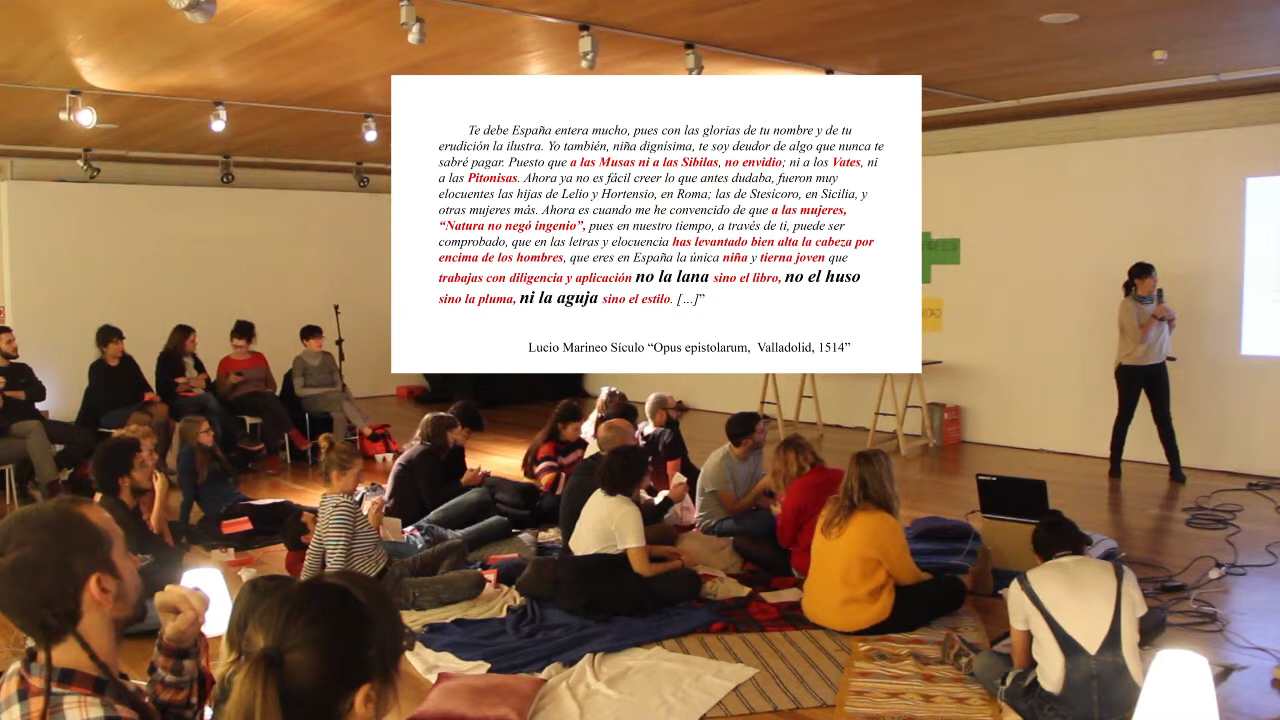 Te debe España entera mucho, pues con las glorias de tu nombre y de tu
erudición la ilustra. Yo también, niña dignísima, te soy deudor de algo que nunca te
sabré pagar. Puesto que a las Musas ni a las Sibilas, no envidio; ni a los Vates, ni
a las Pitonisas. Ahora ya no es fácil creer lo que antes dudaba, fueron muy
elocuentes las hijas de Lelio y Hortensio, en Roma; las de Stesícoro, en Sicilia, y
otras mujeres más. Ahora es cuando me he convencido de que a las mujeres,
“Natura no negó ingenio”, pues en nuestro tiempo, a través de ti, puede ser
comprobado, que en las letras y elocuencia has levantado bien alta la cabeza por
encima de los hombres, que eres en España la única niña y tierna joven que
trabajas con diligencia y aplicación no la lana sino el libro, no el huso
sino la pluma, ni la aguja sino el estilo. […]”
Lucio Marineo Sículo “Opus epistolarum, Valladolid, 1514”